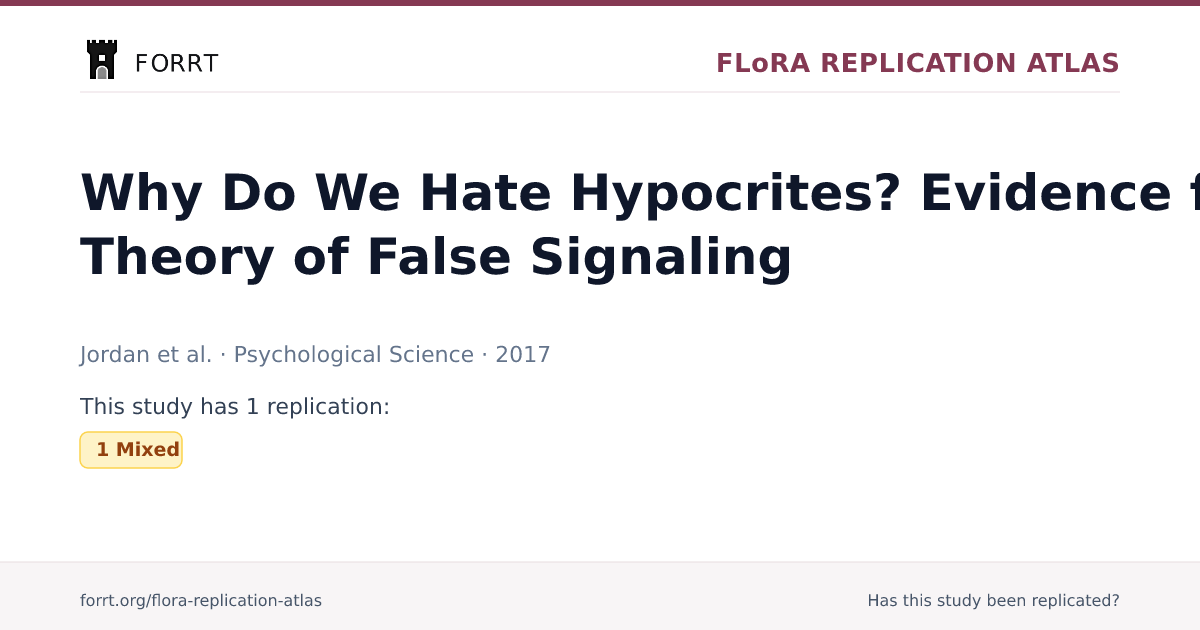 FORRT
FLoRA REPLICATION ATLAS
Why Do We Hate Hypocrites? Evidence
Theory of False Signaling
Jordan et al. · Psychological Science · 2017
This study has 1 replication:
1 Mixed
forrt.org/flora-replication-atlas
Has this study been replicated?